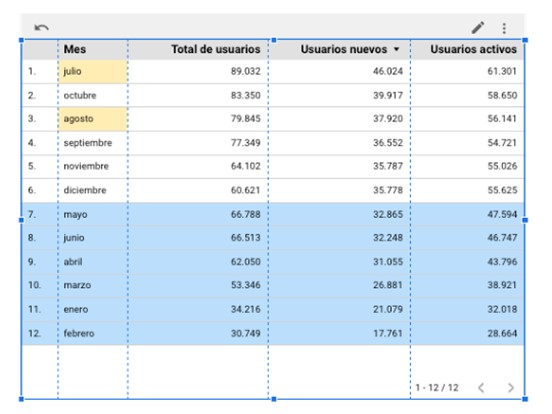 Mes Total de usuarios Usuarios nuevos Usuarios activos
1. julio 89.032 46.024 61.301
2. octubre 83.350 39.917 58.650
3. agosto 79.845 37.920 56.141
4. septiembre 77.349 36.552 54.721
5. noviembre 64.102 35.787 55.026
6. diciembre 60.621 35.778 55.625
7. mayo 66.788 32.865 47.594
8. junio 66.513 32.248 46.747
9. abril 62.050 31.055 43.796
10. marzo 53.346 26.881 38.921
11. enero 34.216 21.079 32.018
12. febrero 30.749 17.761 28.664
1 - 12 / 12